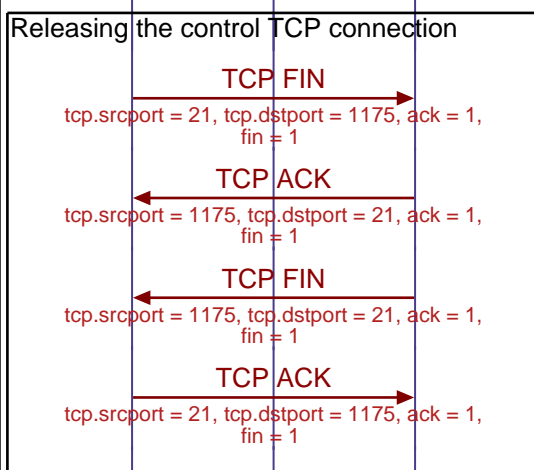 Releasing the control TCP connection
TCP FIN
tcp.srcport = 21, tcp.dstport = 1175, ack = 1,
fin = 1
TCP ACK
tcp.srcport = 1175, tcp.dstport = 21, ack = 1,
fin = 1
TCP FIN
tcp.srcport = 1175, tcp.dstport = 21, ack = 1,
fin = 1
TCP ACK
tcp.srcport = 21, tcp.dstport = 1175, ack = 1,
fin = 1